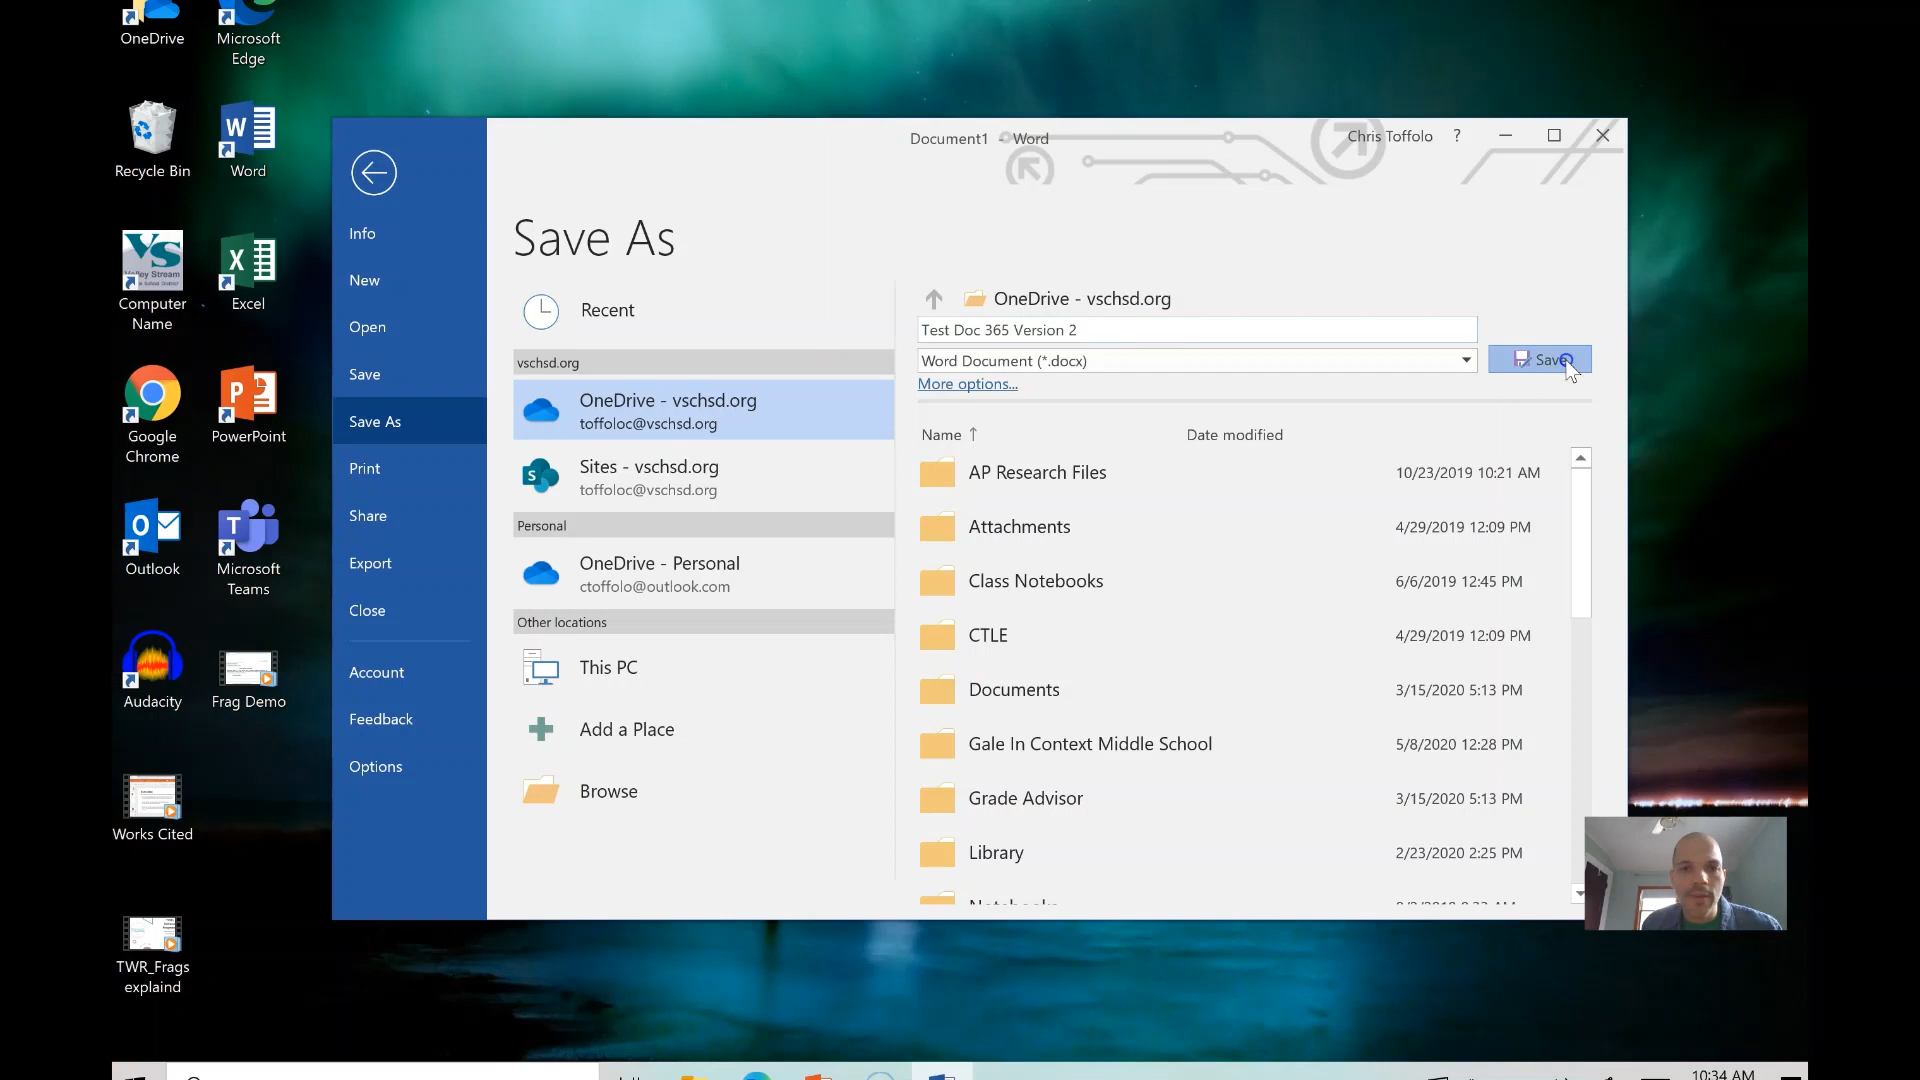 OneDrive
Microsoft
Edge
Recycle Bin
Word
Computer
Name
Excel
Google
Chrome
PowerPoint
Outlook
Microsoft
Teams
Audacity
Frag Demo
Works Cited
TWR_Frags
explaind
Document1 - Word
Chris Toffolo
?
Info
New
Open
Save
Save As
Print
Share
Export
Close
Account
Feedback
Options
Save As
Recent
vschsd.org
OneDrive - vschsd.org
toffoloc@vschsd.org
Sites - vschsd.org
toffoloc@vschsd.org
Personal
OneDrive - Personal
ctoffolo@outlook.com
Other locations
This PC
Add a Place
Browse
OneDrive - vschsd.org
Test Doc 365 Version 2
Word Document (*.docx)
Save
More options...
Name Date modified
AP Research Files 10/23/2019 10:21 AM
Attachments 4/29/2019 12:09 PM
Class Notebooks 6/6/2019 12:45 PM
CTLE 4/29/2019 12:09 PM
Documents 3/15/2020 5:13 PM
Gale In Context Middle School 5/8/2020 12:28 PM
Grade Advisor 3/15/2020 5:13 PM
Library 2/23/2020 2:25 PM
10:34 AM